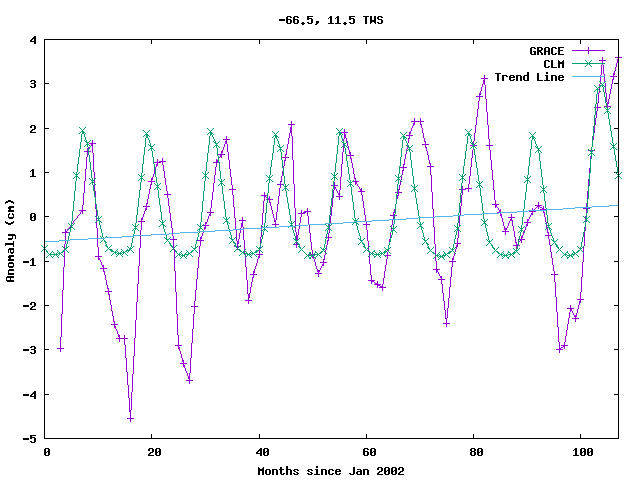 -66.5, 11.5 TWS
GRACE
CLM
Trend Line
4
3
2
1
0
-1
-2
-3
-4
-5
Anomaly (cm)
0 20 40 60 80 100
Months since Jan 2002